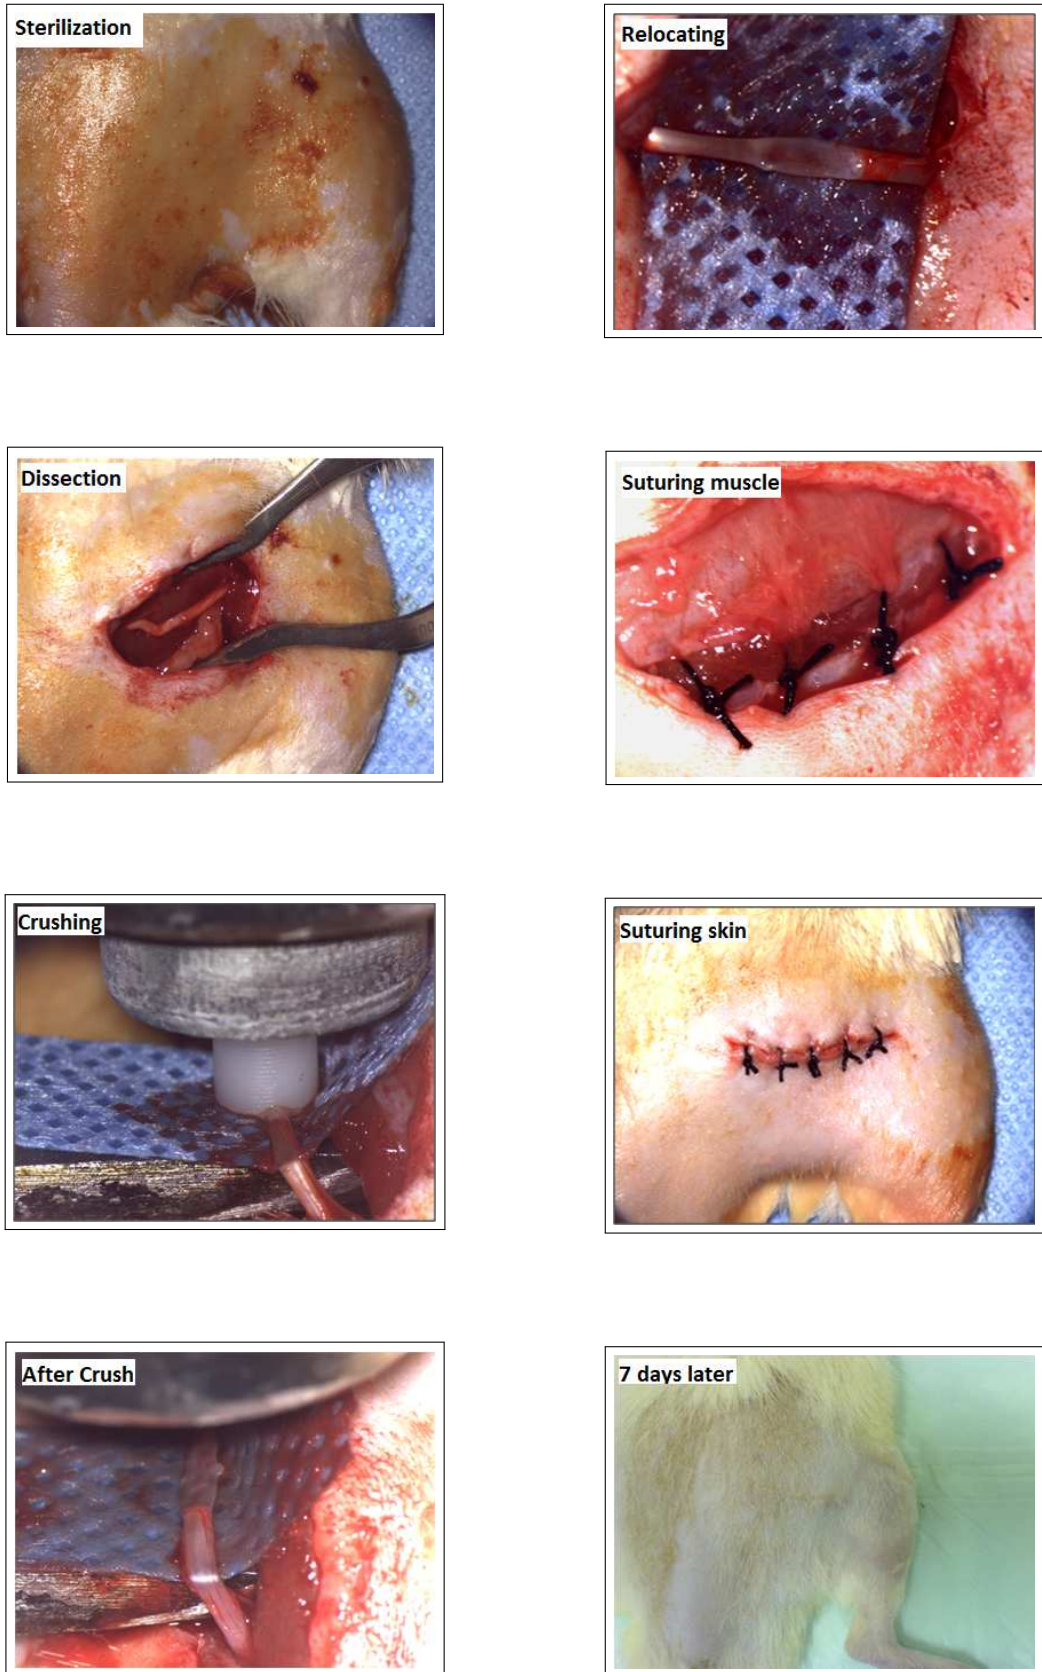 Sterilization
Dissection
Crushing
After Crush
Relocating
Suturing muscle
Suturing skin
7 days later